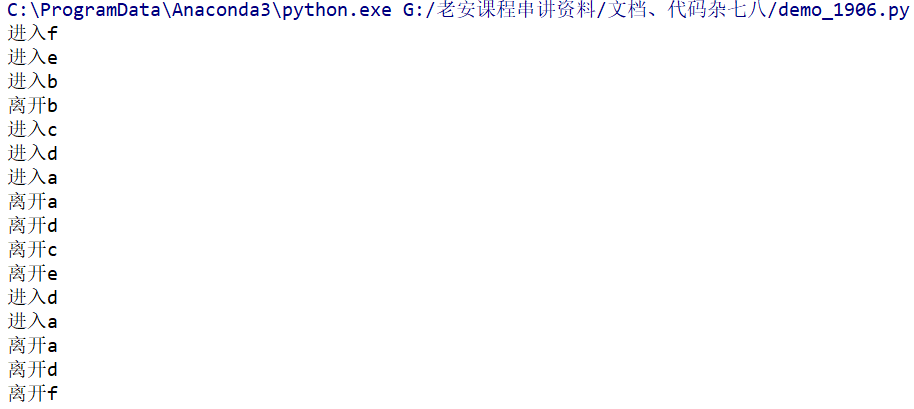 C:\ProgramData\Anaconda3\python.exe G:/老安课程串讲资料/文档、代码杂七八/demo_1906.py
进入f
进入e
进入b
离开b
进入c
进入d
进入a
离开a
离开d
离开c
离开e
进入d
进入a
离开a
离开d
离开f